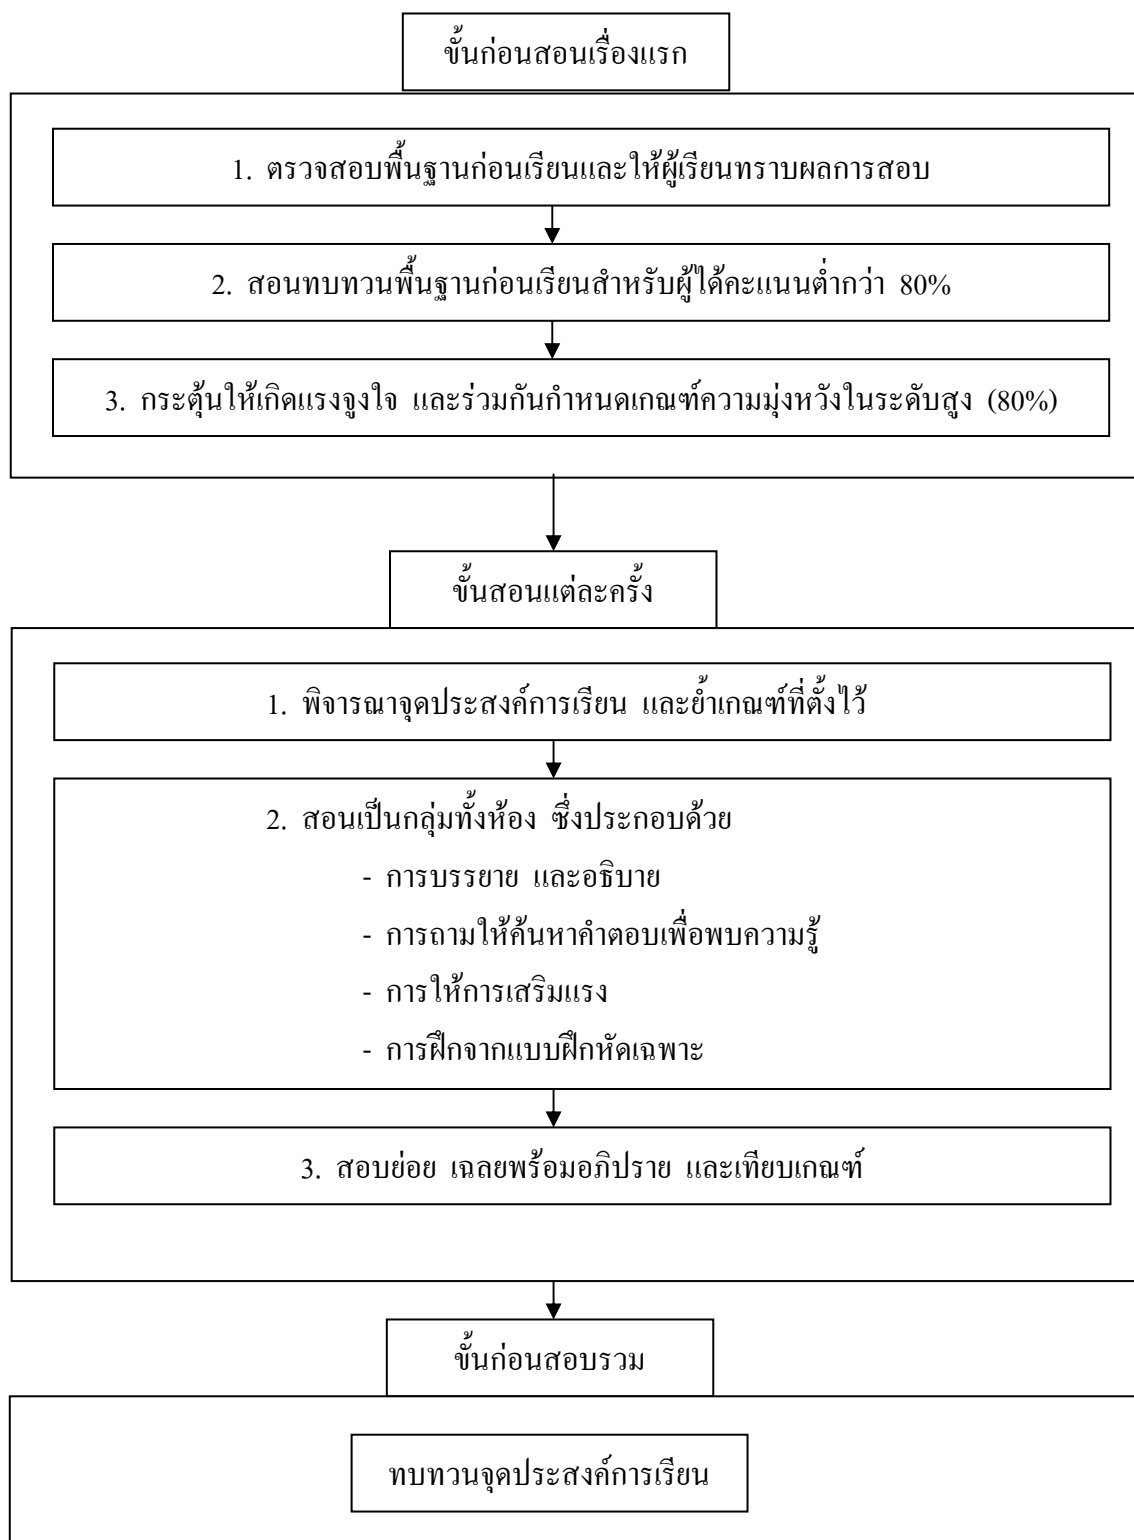 ขั้นก่อนสอนเรื่องแรก
1. ตรวจสอบพื้นฐานก่อนเรียนและให้ผู้เรียนทราบผลการสอบ
2. สอนทบทวนพื้นฐานก่อนเรียนสำหรับผู้ได้คะแนนต่ำกว่า 80%
3. กระตุ้นให้เกิดแรงจูงใจ และร่วมกันกำหนดเกณฑ์ความมุ่งหวังในระดับสูง (80%)
ขั้นสอนแต่ละครั้ง
1. พิจารณาจุดประสงค์การเรียน และย้ำเกณฑ์ที่ตั้งไว้
2. สอนเป็นกลุ่มทั้งห้อง ซึ่งประกอบด้วย
- การบรรยาย และอธิบาย
- การถามให้ค้นหาคำตอบเพื่อพบความรู้
- การให้การเสริมแรง
- การฝึกจากแบบฝึกหัดเฉพาะ
3. สอบย่อย เฉลยพร้อมอภิปราย และเทียบเกณฑ์
ขั้นก่อนสอบรวม
ทบทวนจุดประสงค์การเรียน